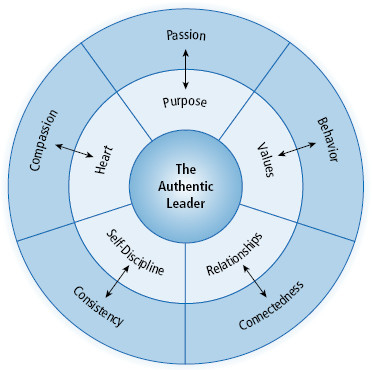 Passion
Purpose
Compassion
Heart
Behavior
Values
The
Authentic
Leader
Self-Discipline
Relationships
Consistency
Connectedness